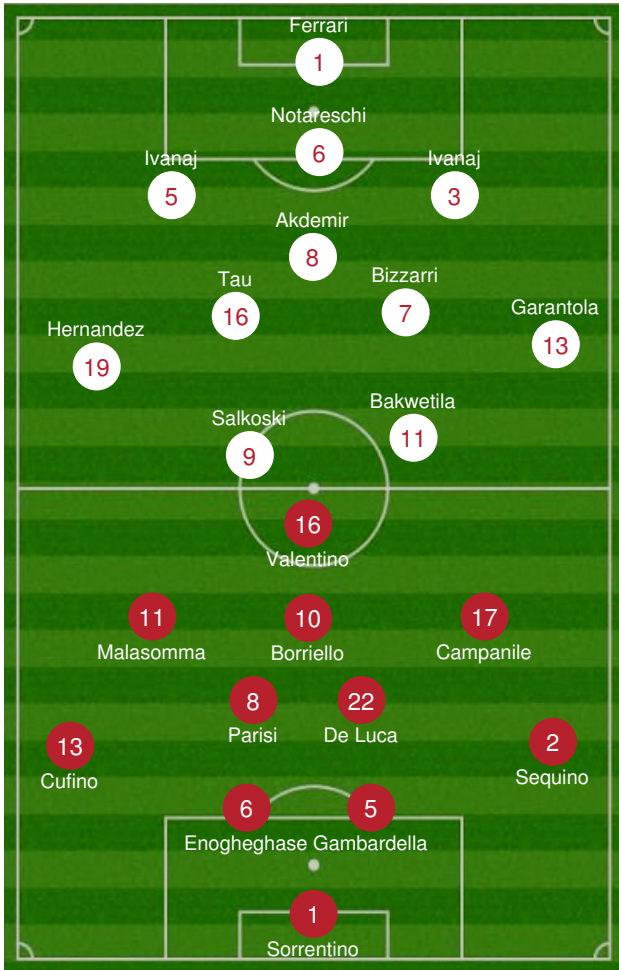 Ferrari
1
Notareschi
6
Ivanaj
5
Ivanaj
3
Akdemir
8
Tau
16
Bizzarri
7
Garantola
13
Hernandez
19
Bakwetila
11
Salkoski
9
16
Valentino
11
Malasomma
10
Borriello
17
Campanile
8
Parisi
22
De Luca
13
Cufino
2
Sequino
6
Enogheghase
5
Gambardella
1
Sorrentino